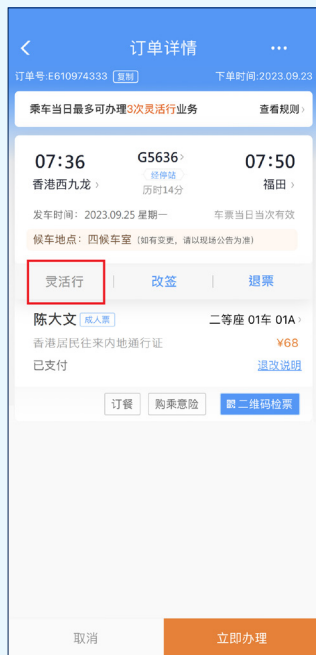 订单详情
订单号:E610974333 复制 下单时间:2023.09.23
乘车当日最多可办理3次灵活行业务 查看规则
07:36 G5636 07:50
经停站
香港西九龙 历时14分 福田
发车时间：2023.09.25 星期一 车票当日当次有效
候车地点：四候车室 (如有变更，请以现场公告为准)
灵活行 改签 退票
陈大文 成人票 二等座 01车 01A
香港居民往来内地通行证 ¥68
已支付 退改说明
订餐 购乘意险 二维码检票
取消 立即办理